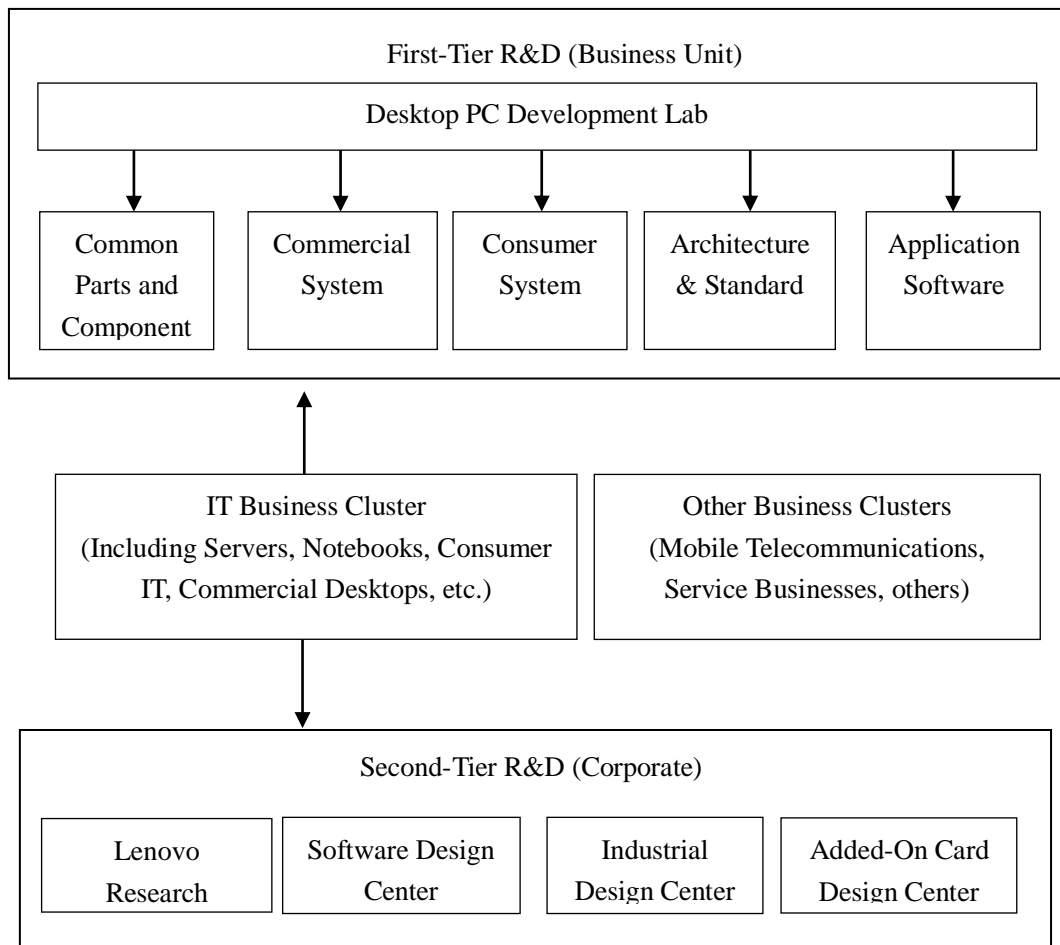 First-Tier R&D (Business Unit)
Desktop PC Development Lab
Common
Parts and
Component
Commercial
System
Consumer
System
Architecture
& Standard
Application
Software
IT Business Cluster
(Including Servers, Notebooks, Consumer
IT, Commercial Desktops, etc.)
Other Business Clusters
(Mobile Telecommunications,
Service Businesses, others)
Second-Tier R&D (Corporate)
Lenovo
Research
Software Design
Center
Industrial
Design Center
Added-On Card
Design Center